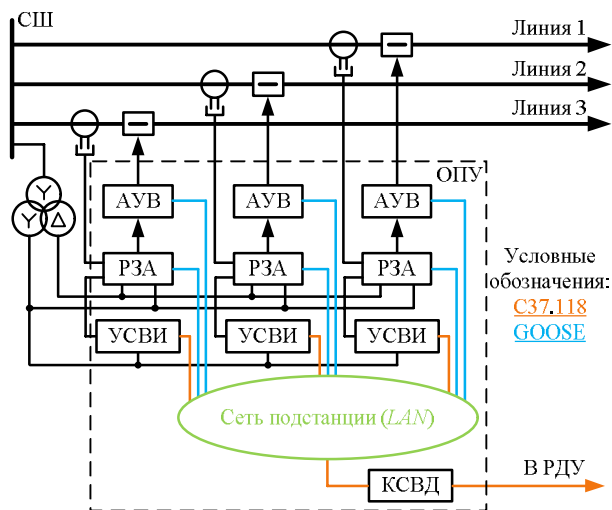 СШ
Линия 1
Линия 2
Линия 3
ОПУ
АУВ
АУВ
АУВ
РЗА
РЗА
РЗА
Условные
обозначения:
C37.118
GOOSE
УСВИ
УСВИ
УСВИ
Сеть подстанции (LAN)
КСВД
В РДУ